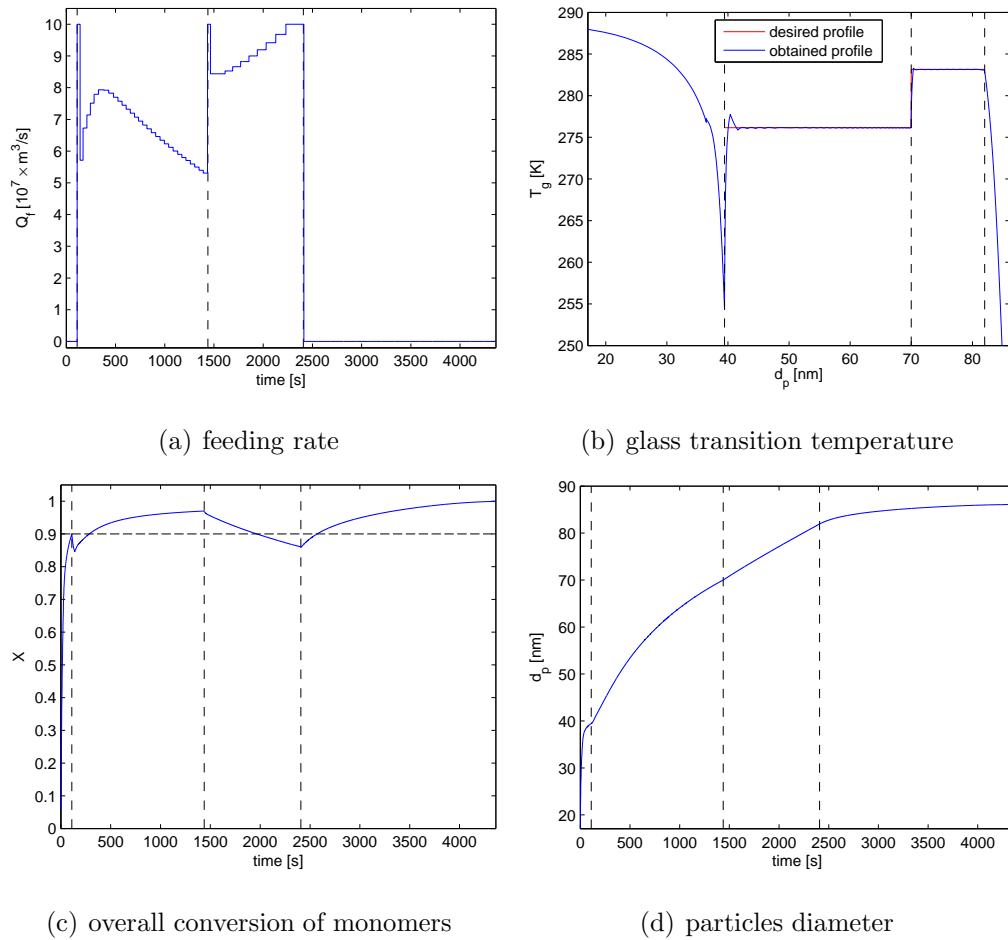 10
9
8
7
6
5
4
3
2
1
0
Q_f [10^7 × m^3/s]
0 500 1000 1500 2000 2500 3000 3500 4000
time [s]
(a) feeding rate
290
285
280
275
270
265
260
255
250
T_g [K]
desired profile
obtained profile
20 30 40 50 60 70 80
d_p [nm]
(b) glass transition temperature
1
0.9
0.8
0.7
0.6
0.5
0.4
0.3
0.2
0.1
0
X
0 500 1000 1500 2000 2500 3000 3500 4000
time [s]
(c) overall conversion of monomers
90
80
70
60
50
40
30
20
d_p [nm]
0 500 1000 1500 2000 2500 3000 3500 4000
time [s]
(d) particles diameter